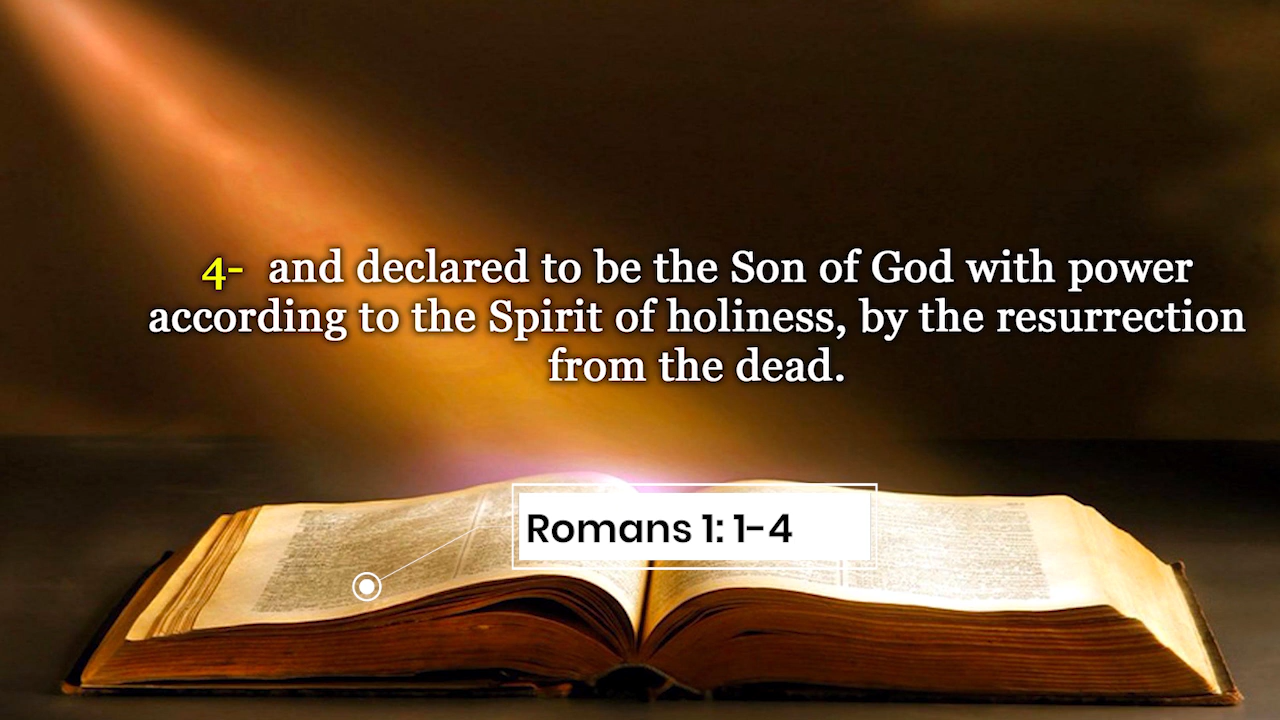 4- and declared to be the Son of God with power
according to the Spirit of holiness, by the resurrection
from the dead.
Romans 1: 1-4